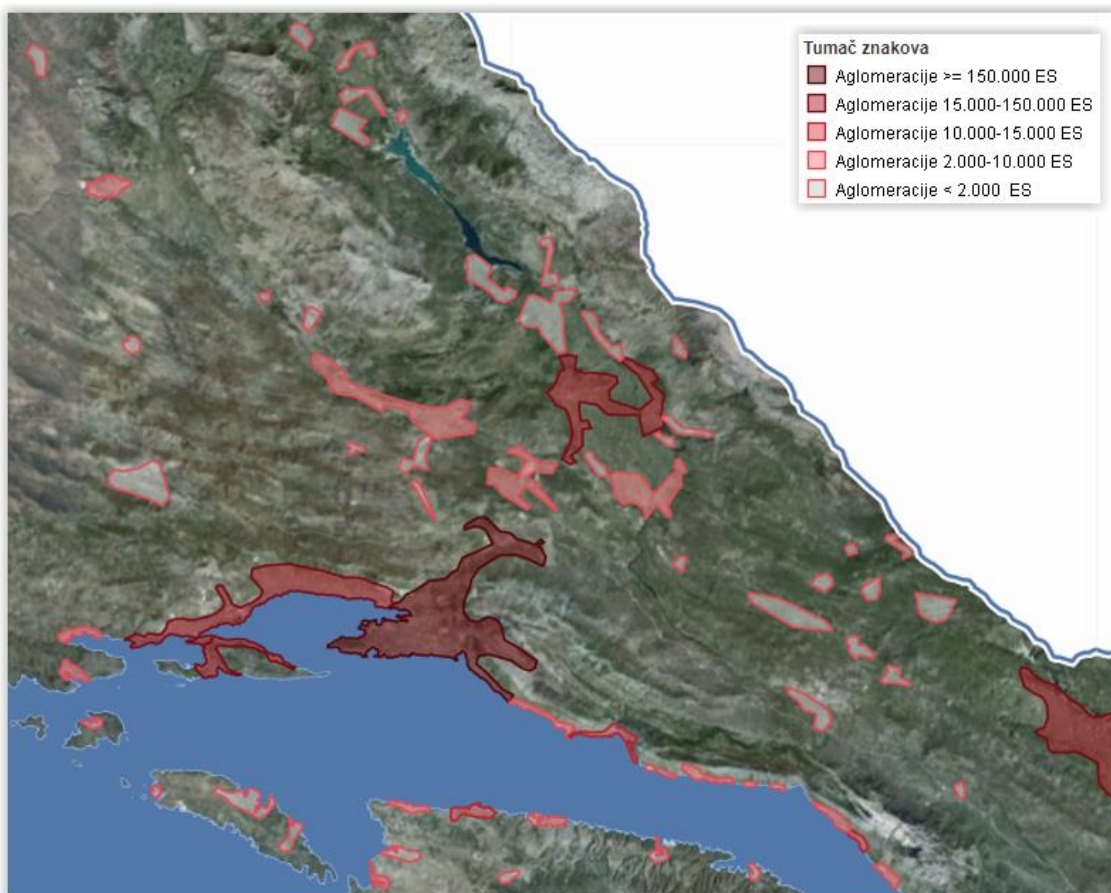 Tumač znakova
Aglomeracije >= 150.000 ES
Aglomeracije 15.000-150.000 ES
Aglomeracije 10.000-15.000 ES
Aglomeracije 2.000-10.000 ES
Aglomeracije < 2.000 ES